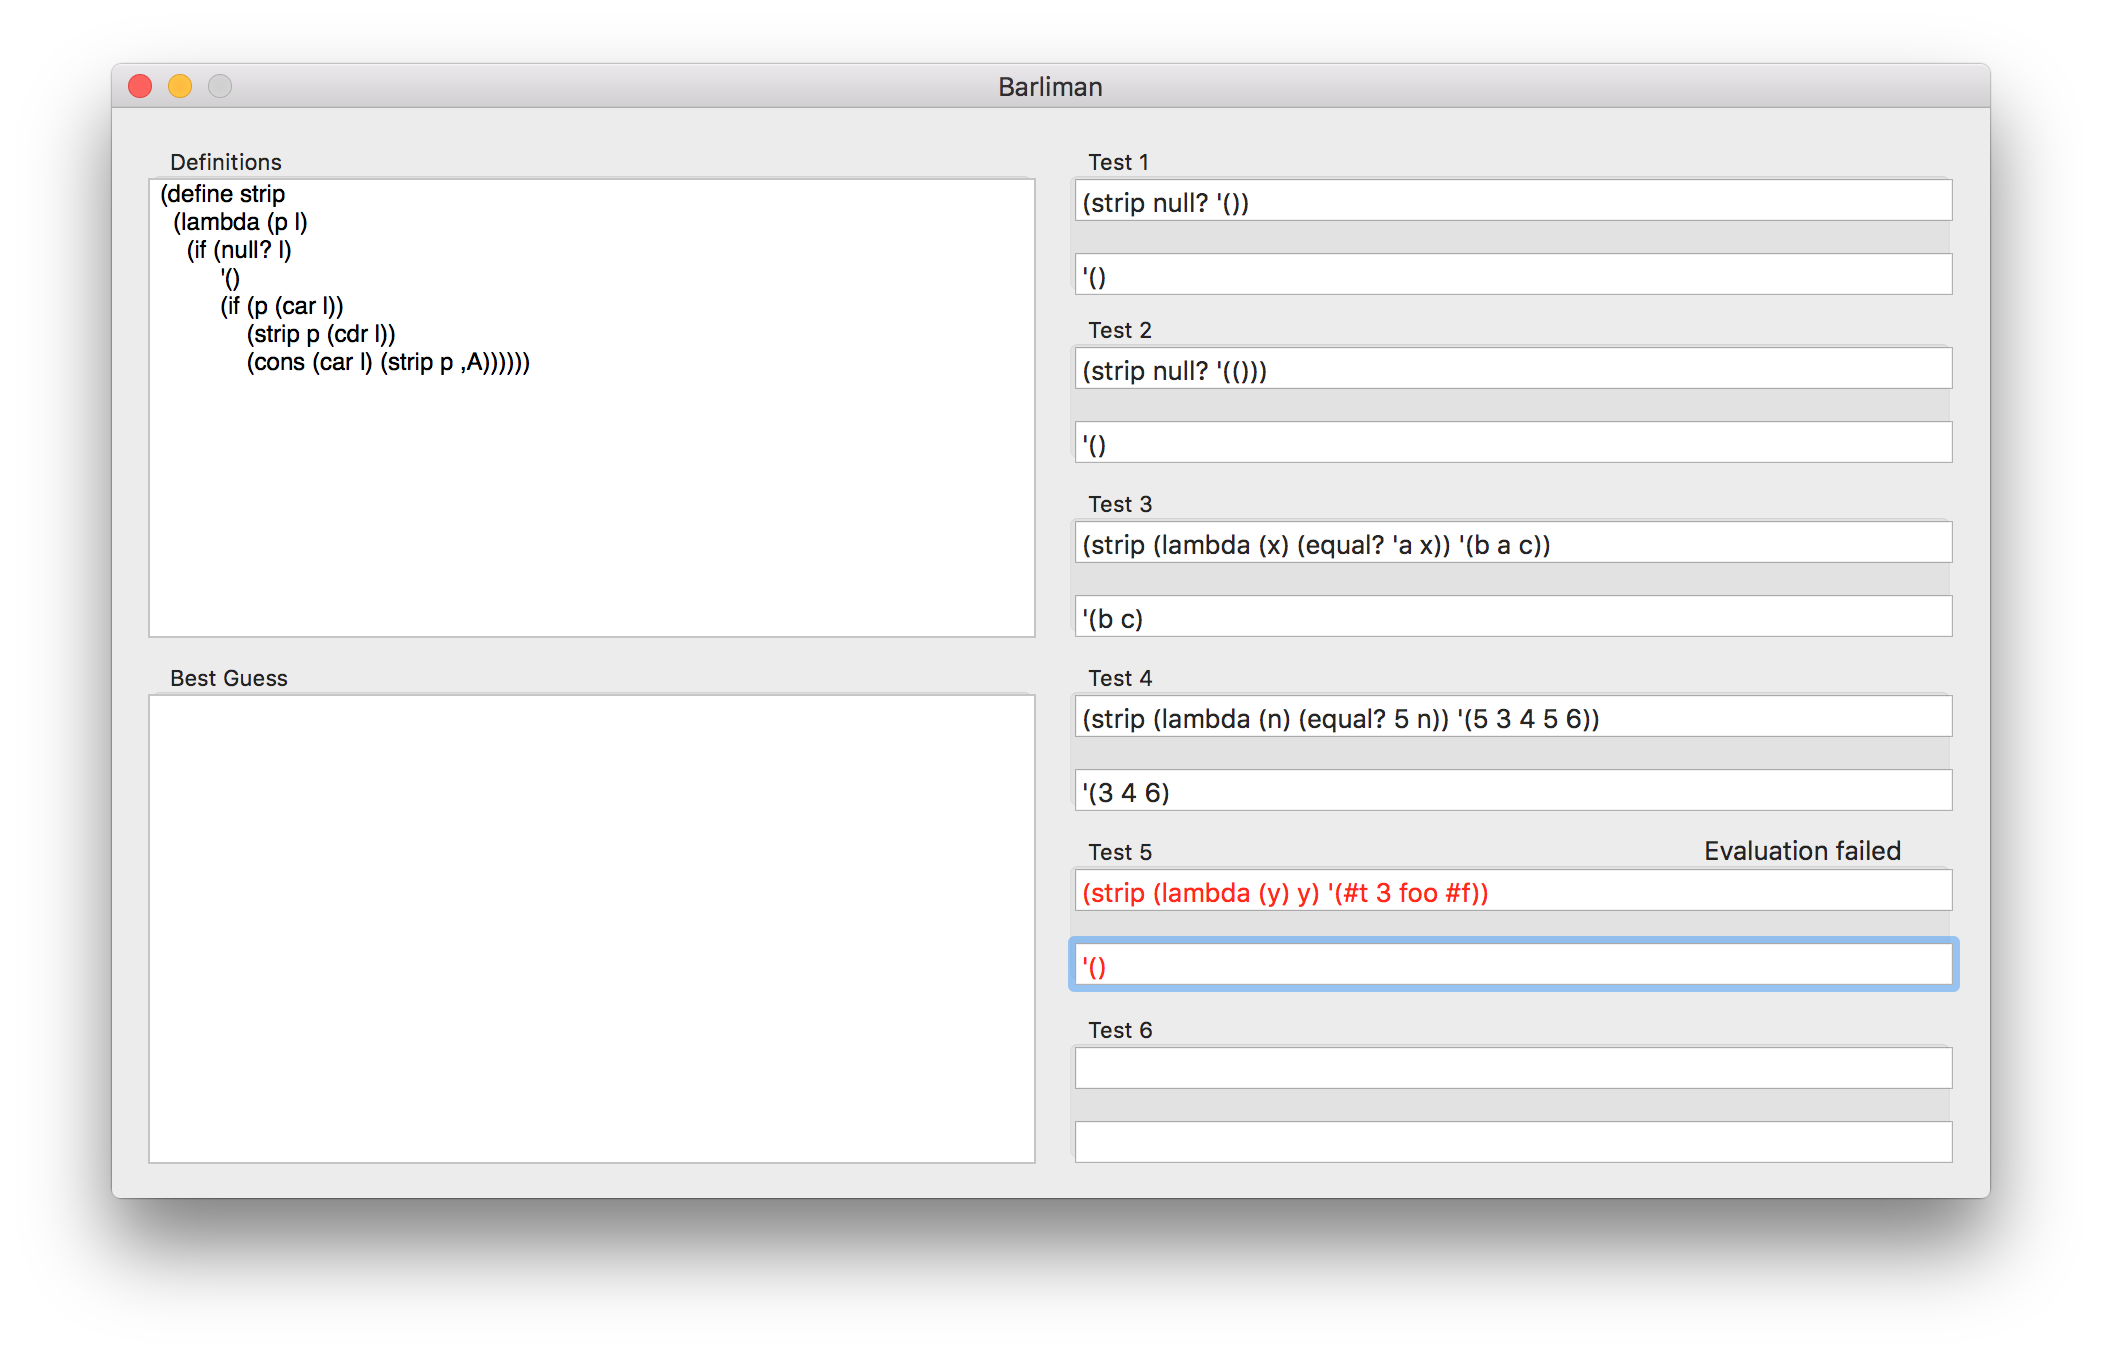 Barliman
Definitions
(define strip
(lambda (p l)
(if (null? l)
'()
(if (p (car l))
(strip p (cdr l))
(cons (car l) (strip p ,A))))))
Best Guess
Test 1
(strip null? '())
'()
Test 2
(strip null? '(()))
'()
Test 3
(strip (lambda (x) (equal? 'a x)) '(b a c))
'(b c)
Test 4
(strip (lambda (n) (equal? 5 n)) '(5 3 4 5 6))
'(3 4 6)
Test 5
Evaluation failed
(strip (lambda (y) y) '(#t 3 foo #f))
'()
Test 6